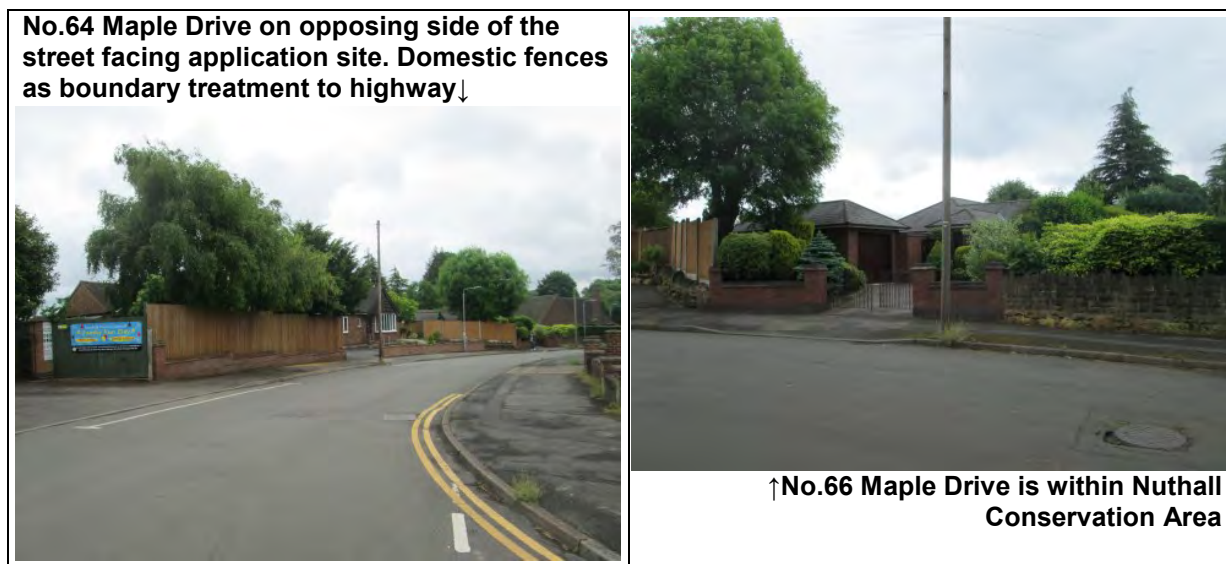 No.64 Maple Drive on opposing side of the
street facing application site. Domestic fences
as boundary treatment to highway↓
↑No.66 Maple Drive is within Nuthall
Conservation Area